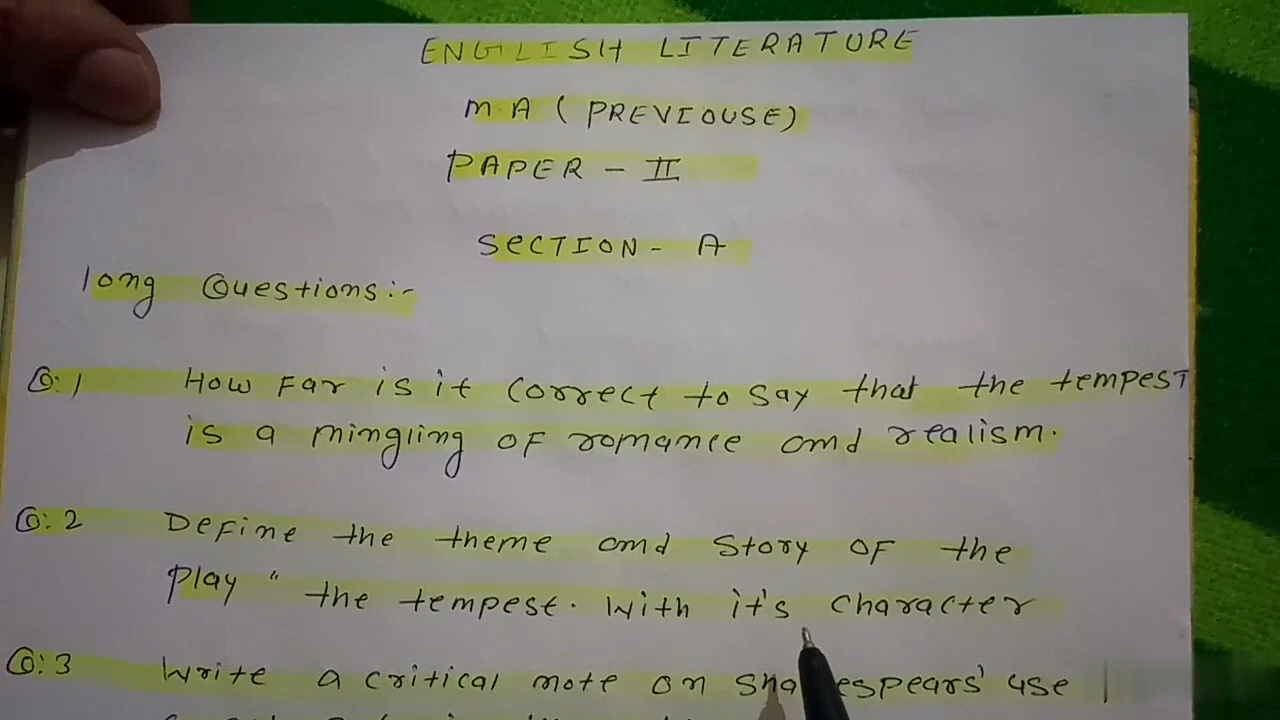 ENGLISH LITERATURE
M.A (PREVIOUSE)
PAPER - II
SECTION - A
long Questions:-
Q:1 How Far is it correct to say that the tempest
is a mingling of romance and realism.
Q:2 Define the theme and story of the
play " the tempest. with it's character
Q:3 Write a critical note on Shakespears' use